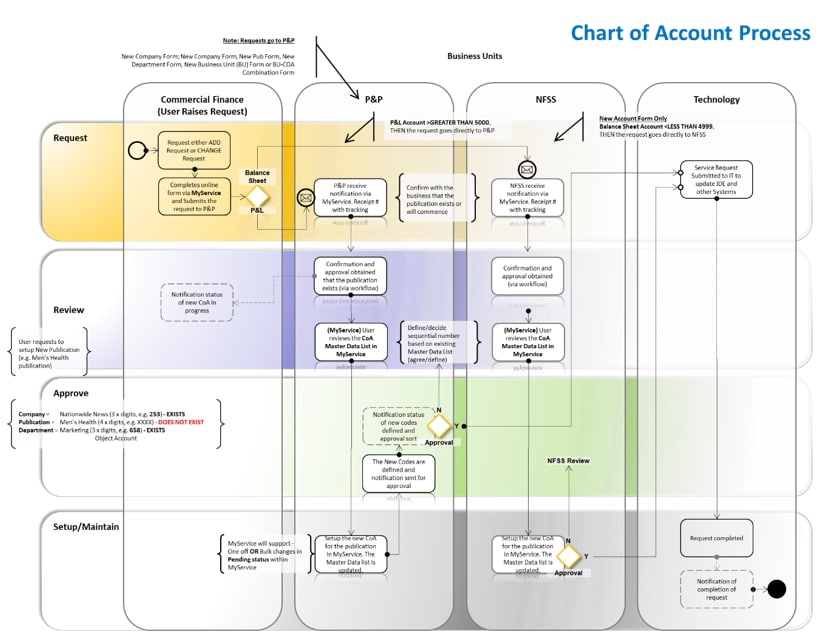 Chart of Account Process
Note: Requests go to P&P
New Company Form; New Company Form, New Pub Form, New
Department Form, New Business Unit (BU) Form or BU-COA
Combination Form
Business Units
Commercial Finance
(User Raises Request)
P&P
NFSS
Technology
P&L Account >GREATER THAN 5000,
THEN the request goes directly to P&P
New Account Form Only
Balance Sheet Account <LESS THAN 4999,
THEN the request goes directly to NFSS
Request
Request either ADD
Request or CHANGE
Request
Completes online
form via MyService
and Submits the
request to P&P
Balance
Sheet
P&L
P&P receive
notification via
MyService. Receipt #
with tracking
Confirm with the
business that the
publication exists or
will commence
NFSS receive
notification via
MyService. Receipt #
with tracking
Service Request
Submitted to IT to
update JDE and
other Systems
Review
Notification status
of new CoA in
progress
Confirmation and
approval obtained
that the publication
exists (via workflow)
Confirmation and
approval obtained
(via workflow)
User requests to
setup New Publication
(e.g. Men's Health
publication)
(MyService) User
reviews the CoA
Master Data List in
MyService
Define/decide
sequential number
based on existing
Master Data List
(agree/define)
(MyService) User
reviews the CoA
Master Data List in
MyService
Approve
Company = Nationwide News (3 x digits, e.g. 253) - EXISTS
Publication = Men's Health (4 x digits, e.g. XXXX) - DOES NOT EXIST
Department = Marketing (3 x digits, e.g. 658) - EXISTS
Object Account
Notification status
of new codes
defined and
approval sort
N
Y
Approval
The New Codes are
defined and
notification sent for
approval
NFSS Review
Setup/Maintain
MyService will support -
One off OR Bulk changes in
Pending status within
MyService
Setup the new CoA
for the publication
in MyService. The
Master Data list is
updated.
Setup the new CoA
for the publication
in MyService. The
Master Data list is
updated.
N
Y
Approval
Request completed
Notification of
completion of
request